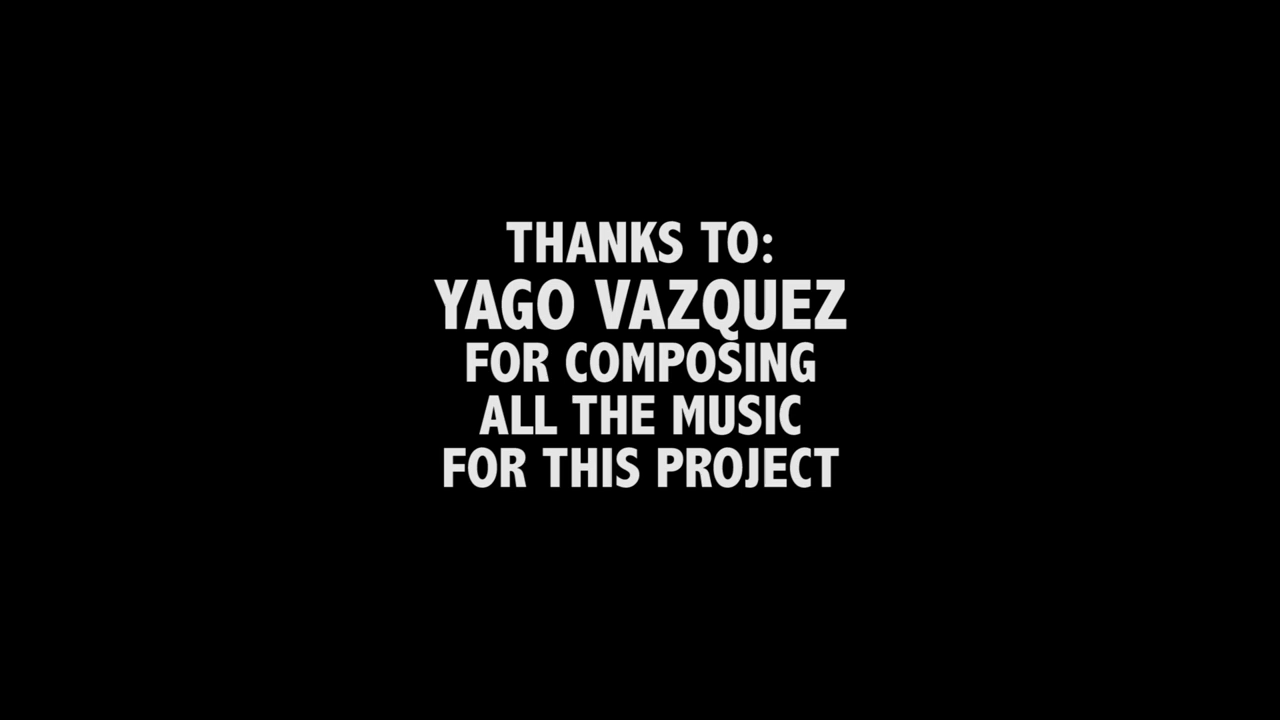 THANKS TO:
YAGO VAZQUEZ
FOR COMPOSING
ALL THE MUSIC
FOR THIS PROJECT